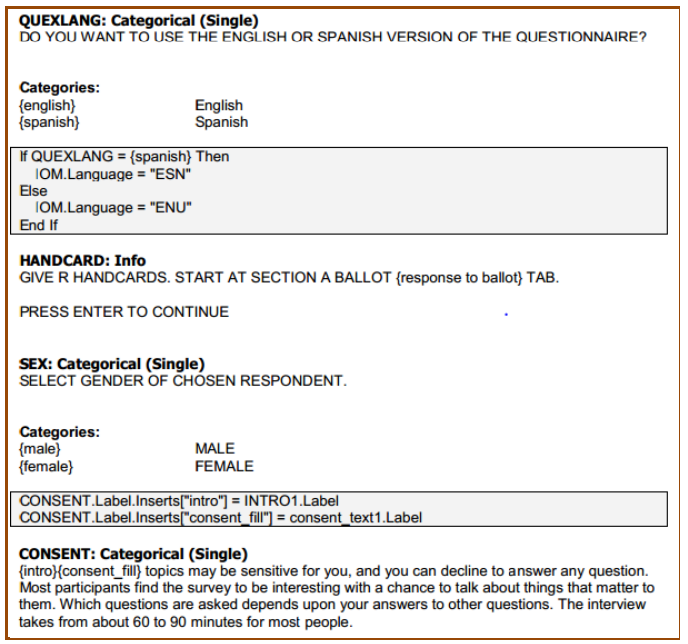 QUEXLANG: Categorical (Single)
DO YOU WANT TO USE THE ENGLISH OR SPANISH VERSION OF THE QUESTIONNAIRE?
Categories:
{english} English
{spanish} Spanish
If QUEXLANG = {spanish} Then
IOM.Language = "ESN"
Else
IOM.Language = "ENU"
End If
HANDCARD: Info
GIVE R HANDCARDS. START AT SECTION A BALLOT {response to ballot} TAB.
PRESS ENTER TO CONTINUE
SEX: Categorical (Single)
SELECT GENDER OF CHOSEN RESPONDENT.
Categories:
{male} MALE
{female} FEMALE
CONSENT.Label.Inserts["intro"] = INTRO1.Label
CONSENT.Label.Inserts["consent_fill"] = consent_text1.Label
CONSENT: Categorical (Single)
{intro}{consent_fill} topics may be sensitive for you, and you can decline to answer any question.
Most participants find the survey to be interesting with a chance to talk about things that matter to
them. Which questions are asked depends upon your answers to other questions. The interview
takes from about 60 to 90 minutes for most people.